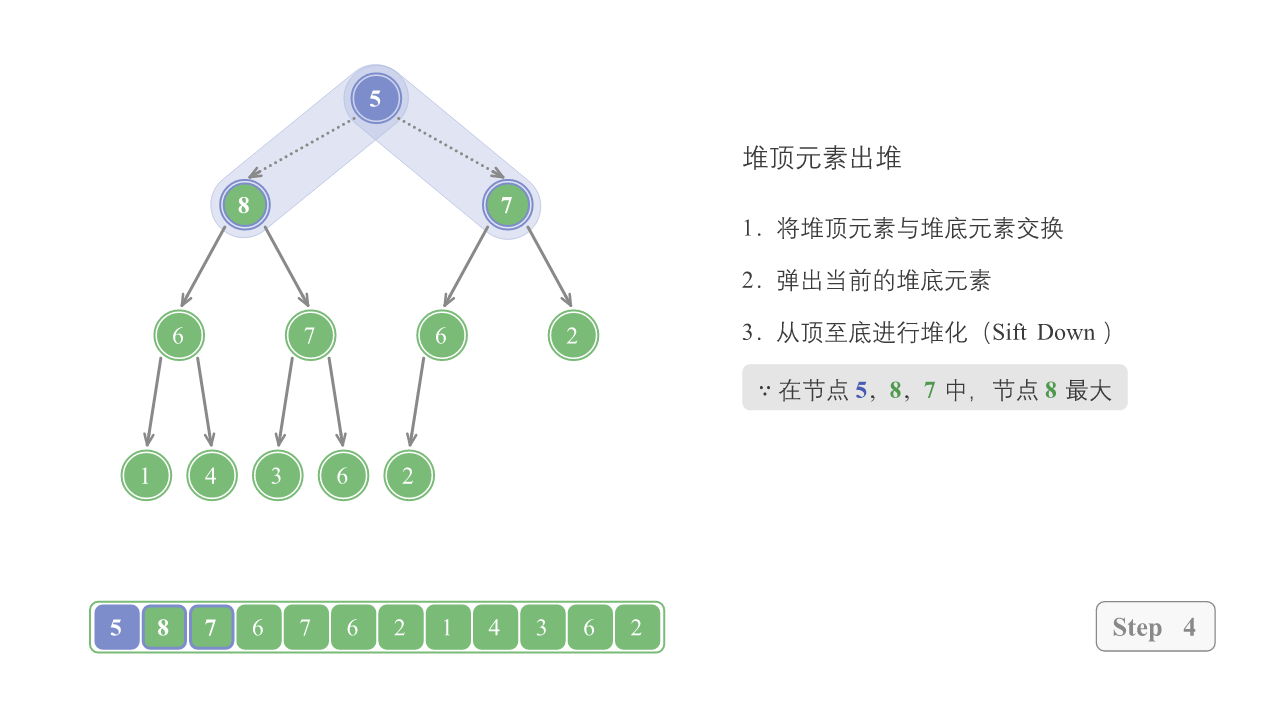 5
堆顶元素出堆
8 7
1. 将堆顶元素与堆底元素交换
2. 弹出当前的堆底元素
6 7 6 2
3. 从顶至底进行堆化（Sift Down）
∵ 在节点 5, 8, 7 中, 节点 8 最大
1 4 3 6 2
5 8 7 6 7 6 2 1 4 3 6 2
Step 4